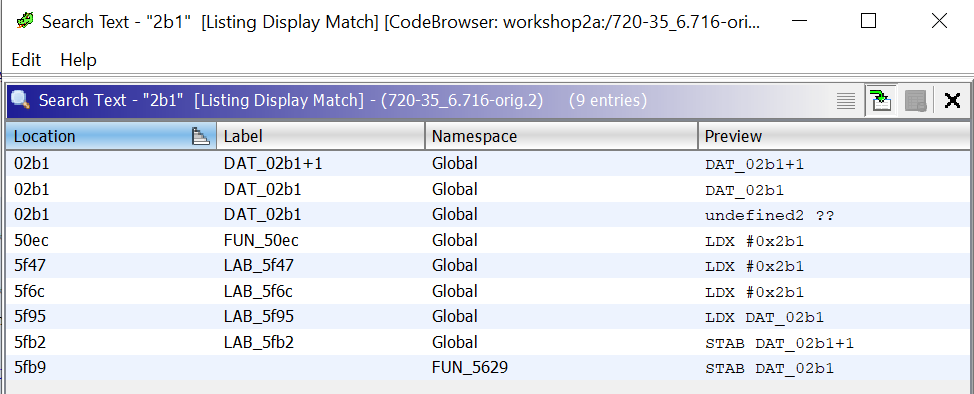 Search Text - "2b1" [Listing Display Match] [CodeBrowser: workshop2a:/720-35_6.716-ori...
Edit Help
Search Text - "2b1" [Listing Display Match] - (720-35_6.716-orig.2) (9 entries)
Location Label Namespace Preview
02b1 DAT_02b1+1 Global DAT_02b1+1
02b1 DAT_02b1 Global DAT_02b1
02b1 DAT_02b1 Global undefined2 ??
50ec FUN_50ec Global LDX #0x2b1
5f47 LAB_5f47 Global LDX #0x2b1
5f6c LAB_5f6c Global LDX #0x2b1
5f95 LAB_5f95 Global LDX DAT_02b1
5fb2 LAB_5fb2 Global STAB DAT_02b1+1
5fb9 FUN_5629 STAB DAT_02b1